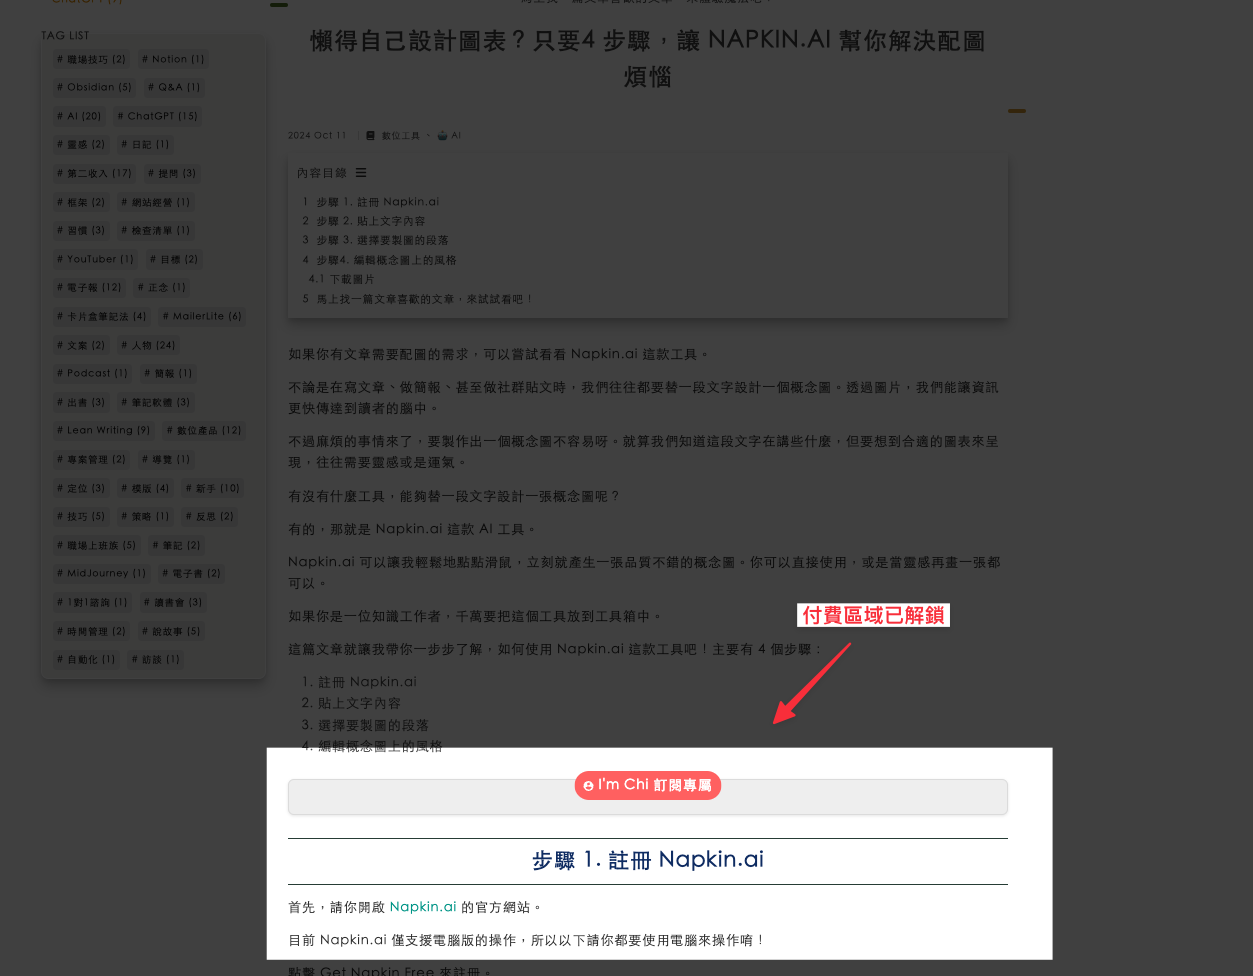 ChatGPT (7)
TAG LIST
# 職場技巧 (2) # Notion (1)
# Obsidian (5) # Q&A (1)
# AI (20) # ChatGPT (15)
# 靈感 (2) # 日記 (1)
# 第二收入 (17) # 提問 (3)
# 框架 (2) # 網站經營 (1)
# 習慣 (3) # 檢查清單 (1)
# YouTuber (1) # 目標 (2)
# 電子報 (12) # 正念 (1)
# 卡片盒筆記法 (4) # MailerLite (6)
# 文案 (2) # 人物 (24)
# Podcast (1) # 簡報 (1)
# 出書 (3) # 筆記軟體 (3)
# Lean Writing (9) # 數位產品 (12)
# 專案管理 (2) # 導覽 (1)
# 定位 (3) # 模版 (4) # 新手 (10)
# 技巧 (5) # 策略 (1) # 反思 (2)
# 職場上班族 (5) # 筆記 (2)
# MidJourney (1) # 電子書 (2)
# 1對1諮詢 (1) # 讀書會 (3)
# 時間管理 (2) # 說故事 (5)
# 自動化 (1) # 訪談 (1)
懶得自己設計圖表？只要4 步驟，讓 NAPKIN.AI 幫你解決配圖
煩惱
2024 Oct 11 數位工具 · AI
內容目錄
1 步驟 1. 註冊 Napkin.ai
2 步驟 2. 貼上文字內容
3 步驟 3. 選擇要製圖的段落
4 步驟4. 編輯概念圖上的風格
4.1 下載圖片
5 馬上找一篇文章喜歡的文章，來試試看吧！
如果你有文章需要配圖的需求，可以嘗試看看 Napkin.ai 這款工具。
不論是在寫文章、做簡報、甚至做社群貼文時，我們往往都要替一段文字設計一個概念圖。透過圖片，我們能讓資訊
更快傳達到讀者的腦中。
不過麻煩的事情來了，要製作出一個概念圖不容易呀。就算我們知道這段文字在講些什麼，但要想到合適的圖表來呈
現，往往需要靈感或是運氣。
有沒有什麼工具，能夠替一段文字設計一張概念圖呢？
有的，那就是 Napkin.ai 這款 AI 工具。
Napkin.ai 可以讓我輕鬆地點點滑鼠，立刻就產生一張品質不錯的概念圖。你可以直接使用，或是當靈感再畫一張都
可以。
如果你是一位知識工作者，千萬要把這個工具放到工具箱中。
付費區域已解鎖
這篇文章就讓我帶你一步步了解，如何使用 Napkin.ai 這款工具吧！主要有 4 個步驟：
1. 註冊 Napkin.ai
2. 貼上文字內容
3. 選擇要製圖的段落
4. 編輯概念圖上的風格
I'm Chi 訂閱專屬
步驟 1. 註冊 Napkin.ai
首先，請你開啟 Napkin.ai 的官方網站。
目前 Napkin.ai 僅支援電腦版的操作，所以以下請你都要使用電腦來操作唷！
點擊 Get Napkin Free 來註冊。